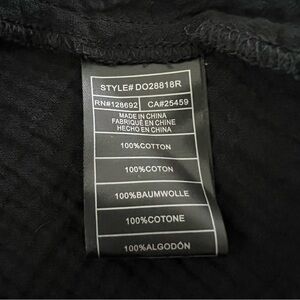 STYLE# DO28818R
RN#128692 CA#25459
MADE IN CHINA
FABRIQUÉ EN CHINE
HECHO EN CHINA
100%COTTON
100%COTON
100%BAUMWOLLE
100%COTONE
100%ALGODÓN